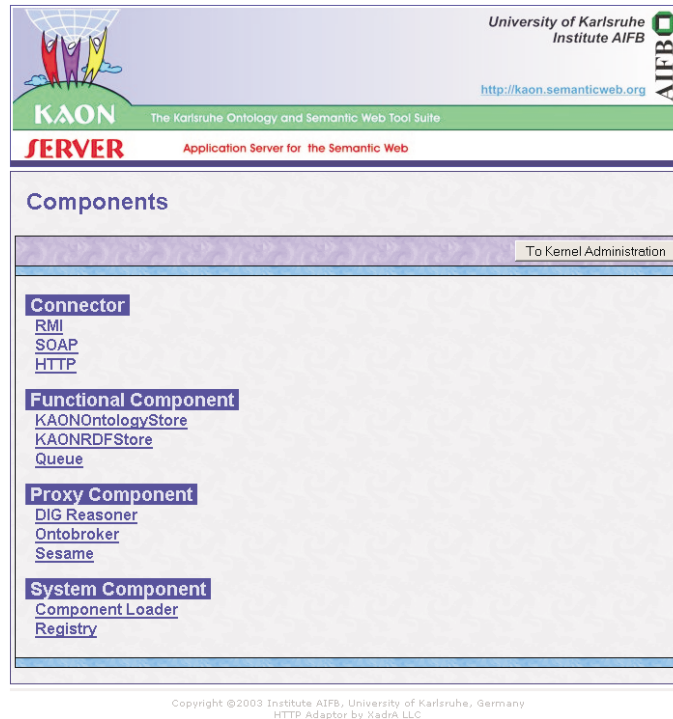 University of Karlsruhe
Institute AIFB
AIFB
http://kaon.semanticweb.org
KAON
The Karlsruhe Ontology and Semantic Web Tool Suite
SERVER
Application Server for the Semantic Web
Components
To Kernel Administration
Connector
RMI
SOAP
HTTP
Functional Component
KAONOntologyStore
KAONRDFStore
Queue
Proxy Component
DIG Reasoner
Ontobroker
Sesame
System Component
Component Loader
Registry
Copyright @2003 Institute AIFB, University of Karlsruhe, Germany
HTTP Adaptor by XadrA LLC